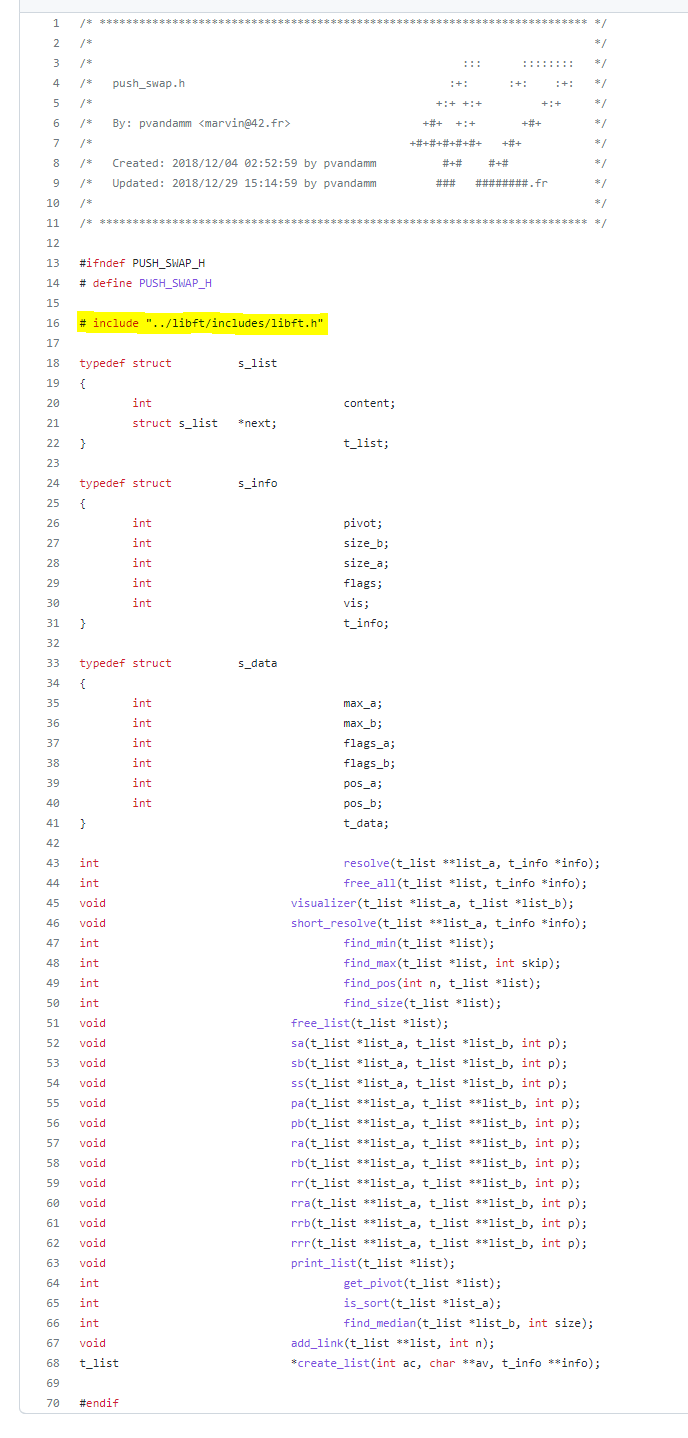 1 /* ************************************************************************** */
2 /*                                                                            */
3 /*                                                        :::      ::::::::   */
4 /*   push_swap.h                                        :+:      :+:    :+:   */
5 /*                                                    +:+ +:+         +:+     */
6 /*   By: pvandamm <marvin@42.fr>                    +#+  +:+       +#+        */
7 /*                                                +#+#+#+#+#+   +#+           */
8 /*   Created: 2018/12/04 02:52:59 by pvandamm          #+#    #+#             */
9 /*   Updated: 2018/12/29 15:14:59 by pvandamm         ###   ########.fr       */
10 /*                                                                            */
11 /* ************************************************************************** */
12
13 #ifndef PUSH_SWAP_H
14 # define PUSH_SWAP_H
15
16 # include "../libft/includes/libft.h"
17
18 typedef struct s_list
19 {
20 int content;
21 struct s_list *next;
22 } t_list;
23
24 typedef struct s_info
25 {
26 int pivot;
27 int size_b;
28 int size_a;
29 int flags;
30 int vis;
31 } t_info;
32
33 typedef struct s_data
34 {
35 int max_a;
36 int max_b;
37 int flags_a;
38 int flags_b;
39 int pos_a;
40 int pos_b;
41 } t_data;
42
43 int resolve(t_list **list_a, t_info *info);
44 int free_all(t_list *list, t_info *info);
45 void visualizer(t_list *list_a, t_list *list_b);
46 void short_resolve(t_list **list_a, t_info *info);
47 int find_min(t_list *list);
48 int find_max(t_list *list, int skip);
49 int find_pos(int n, t_list *list);
50 int find_size(t_list *list);
51 void free_list(t_list *list);
52 void sa(t_list *list_a, t_list *list_b, int p);
53 void sb(t_list *list_a, t_list *list_b, int p);
54 void ss(t_list *list_a, t_list *list_b, int p);
55 void pa(t_list **list_a, t_list **list_b, int p);
56 void pb(t_list **list_a, t_list **list_b, int p);
57 void ra(t_list **list_a, t_list **list_b, int p);
58 void rb(t_list **list_a, t_list **list_b, int p);
59 void rr(t_list **list_a, t_list **list_b, int p);
60 void rra(t_list **list_a, t_list **list_b, int p);
61 void rrb(t_list **list_a, t_list **list_b, int p);
62 void rrr(t_list **list_a, t_list **list_b, int p);
63 void print_list(t_list *list);
64 int get_pivot(t_list *list);
65 int is_sort(t_list *list_a);
66 int find_median(t_list *list_b, int size);
67 void add_link(t_list **list, int n);
68 t_list *create_list(int ac, char **av, t_info **info);
69
70 #endif